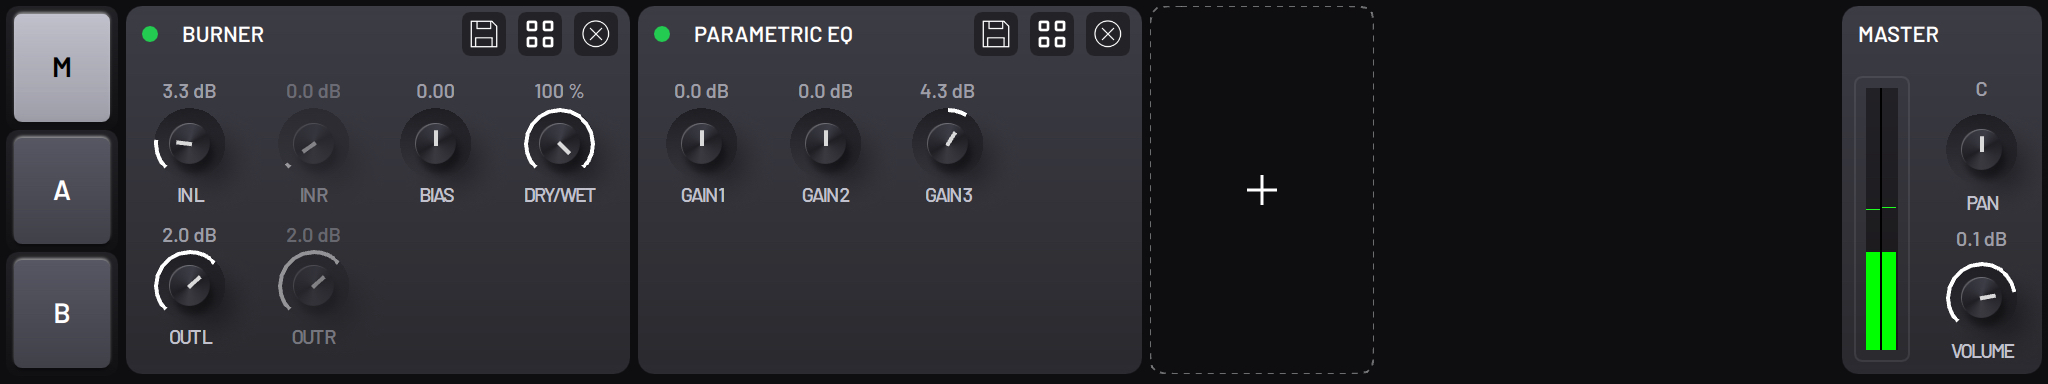 M
A
B
BURNER
3.3 dB
0.0 dB
0.00
100 %
INL
INR
BIAS
DRY/WET
2.0 dB
2.0 dB
OUTL
OUTR
PARAMETRIC EQ
0.0 dB
0.0 dB
4.3 dB
GAIN1
GAIN2
GAIN3
MASTER
C
PAN
0.1 dB
VOLUME